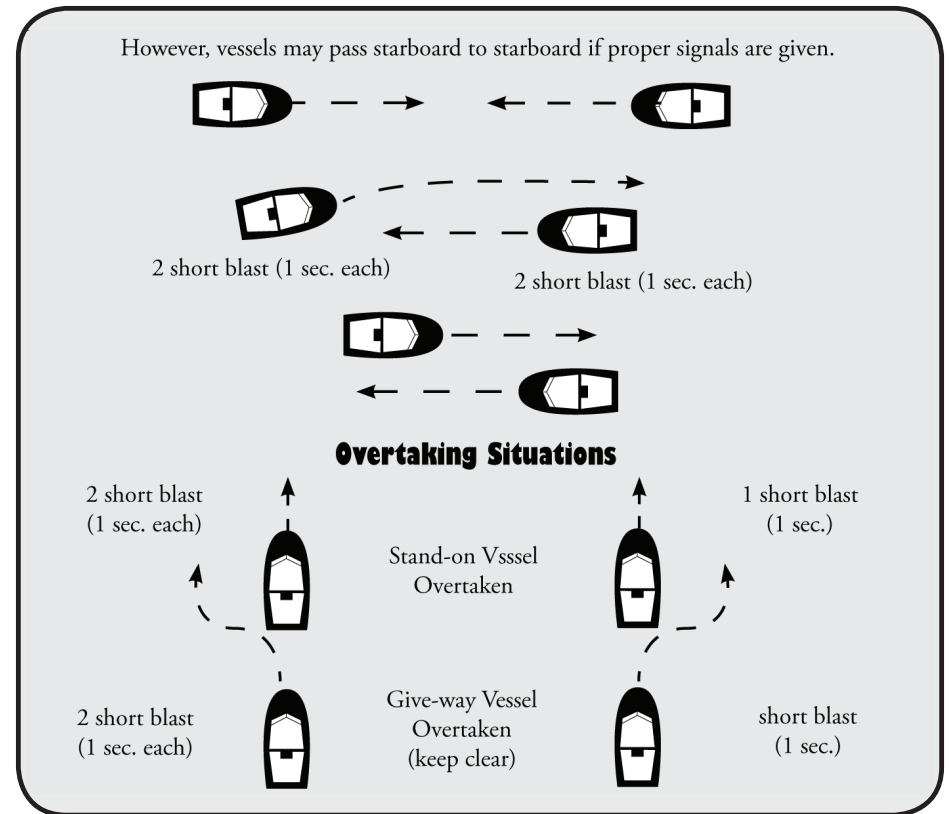 However, vessels may pass starboard to starboard if proper signals are given.
2 short blast (1 sec. each)
2 short blast (1 sec. each)
Overtaking Situations
2 short blast
(1 sec. each)
Stand-on Vsssel
Overtaken
1 short blast
(1 sec.)
2 short blast
(1 sec. each)
Give-way Vessel
Overtaken
(keep clear)
short blast
(1 sec.)